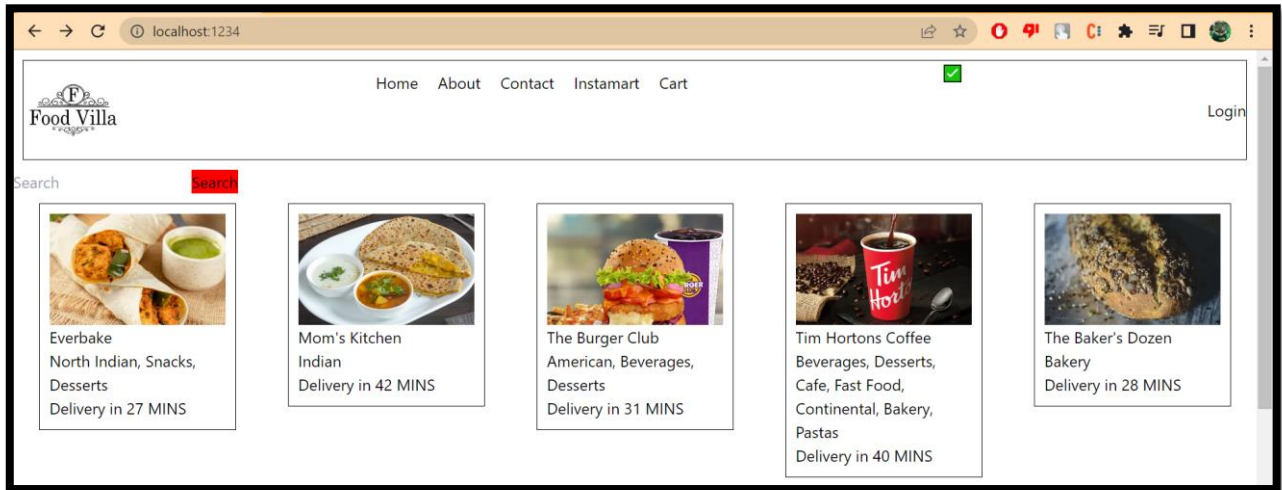 localhost:1234
F
Food Villa
Home About Contact Instamart Cart
Login
Search Search
Tim
Everbake
North Indian, Snacks,
Desserts
Delivery in 27 MINS
Mom's Kitchen
Indian
Delivery in 42 MINS
The Burger Club
American, Beverages,
Desserts
Delivery in 31 MINS
Tim Hortons Coffee
Beverages, Desserts,
Cafe, Fast Food,
Continental, Bakery,
Pastas
Delivery in 40 MINS
The Baker's Dozen
Bakery
Delivery in 28 MINS